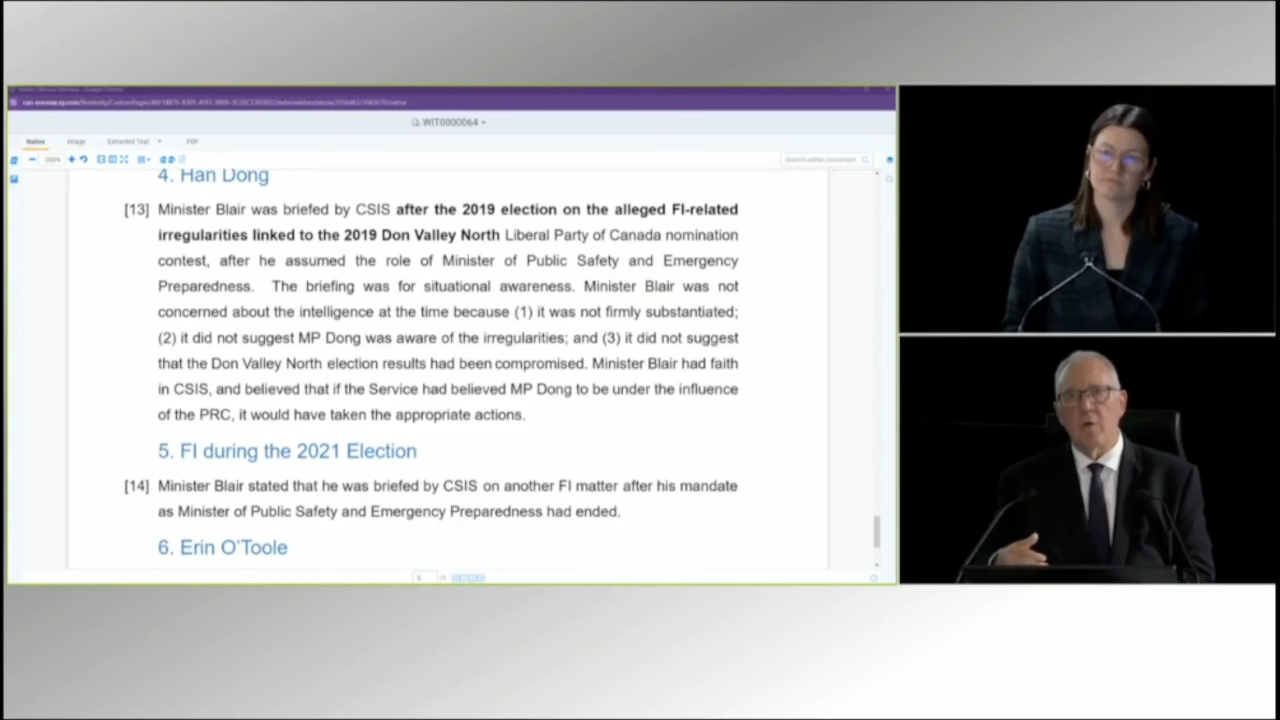 WIT0000064
Native Image Extracted Text PDF
Search within Document
4. Han Dong
[13] Minister Blair was briefed by CSIS after the 2019 election on the alleged FI-related
irregularities linked to the 2019 Don Valley North Liberal Party of Canada nomination
contest, after he assumed the role of Minister of Public Safety and Emergency
Preparedness. The briefing was for situational awareness. Minister Blair was not
concerned about the intelligence at the time because (1) it was not firmly substantiated;
(2) it did not suggest MP Dong was aware of the irregularities; and (3) it did not suggest
that the Don Valley North election results had been compromised. Minister Blair had faith
in CSIS, and believed that if the Service had believed MP Dong to be under the influence
of the PRC, it would have taken the appropriate actions.
5. FI during the 2021 Election
[14] Minister Blair stated that he was briefed by CSIS on another FI matter after his mandate
as Minister of Public Safety and Emergency Preparedness had ended.
6. Erin O'Toole